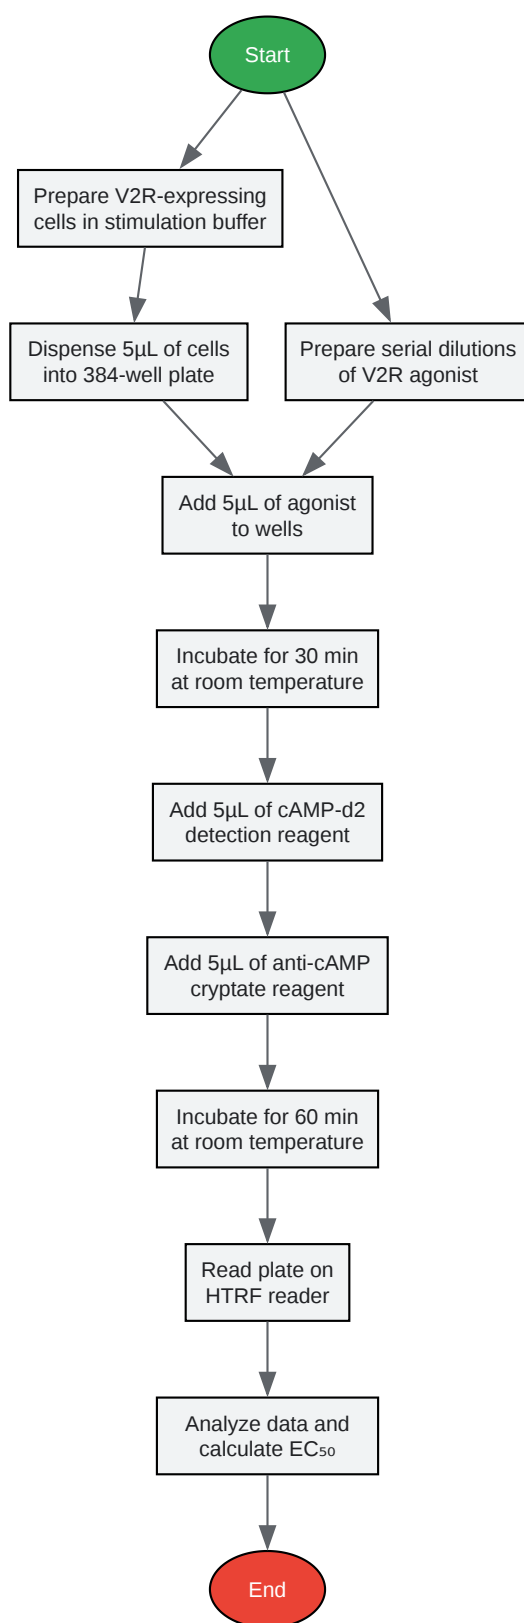 Start
Prepare V2R-expressing
cells in stimulation buffer
Dispense 5µL of cells
into 384-well plate
Prepare serial dilutions
of V2R agonist
Add 5µL of agonist
to wells
Incubate for 30 min
at room temperature
Add 5µL of cAMP-d2
detection reagent
Add 5µL of anti-cAMP
cryptate reagent
Incubate for 60 min
at room temperature
Read plate on
HTRF reader
Analyze data and
calculate EC₅₀
End